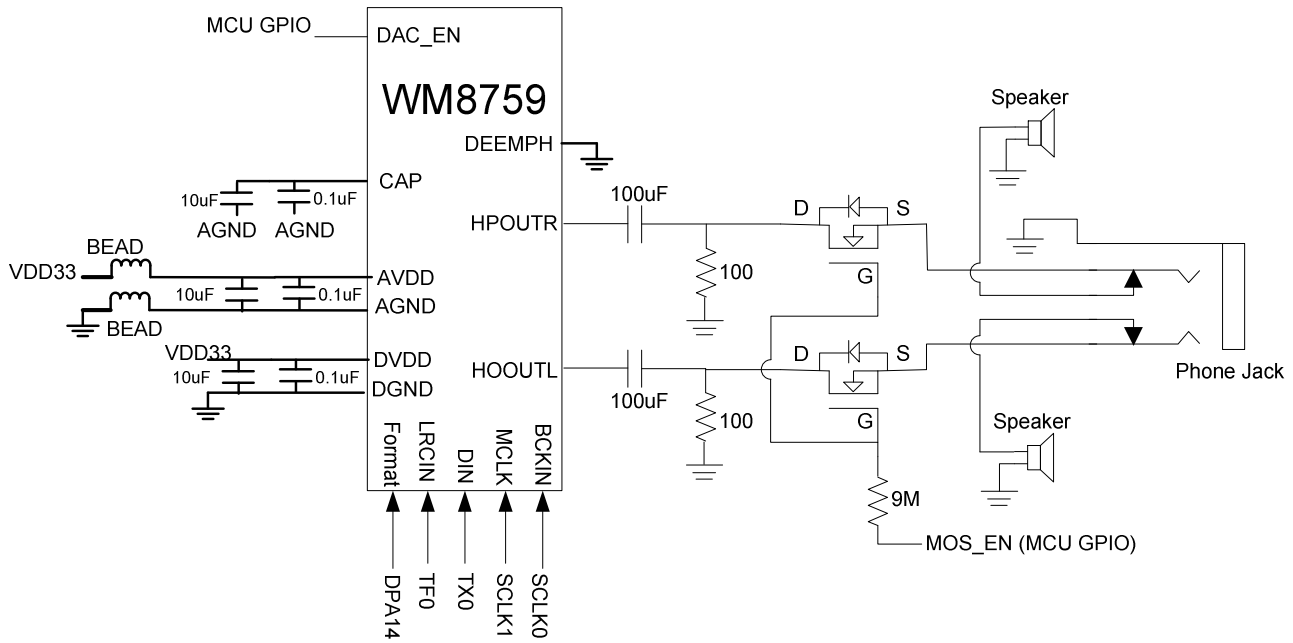 MCU GPIO
DAC_EN
WM8759
DEEMPH
CAP
10uF
0.1uF
AGND
AGND
HPOUTR
100uF
D
S
G
100
Speaker
BEAD
VDD33
AVDD
10uF
0.1uF
AGND
BEAD
VDD33
DVDD
10uF
0.1uF
DGND
HOOUTL
100uF
D
S
G
100
Phone Jack
Speaker
9M
MOS_EN (MCU GPIO)
Format
LRCIN
DIN
MCLK
BCKIN
DPA14
TF0
TX0
SCLK1
SCLK0